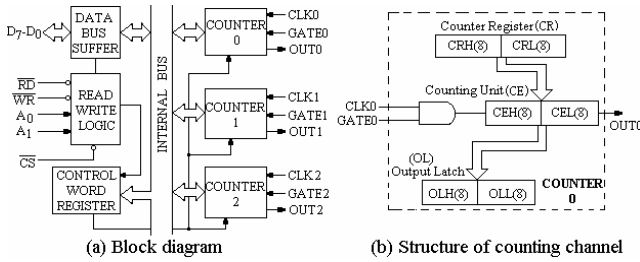 D7-D0
DATA
BUS
SUFFER
RD
WR
A0
A1
CS
READ
WRITE
LOGIC
CONTROL
WORD
REGISTER
INTERNAL BUS
COUNTER
0
CLK0
GATE0
OUT0
COUNTER
1
CLK1
GATE1
OUT1
COUNTER
2
CLK2
GATE2
OUT2
(a) Block diagram
Counter Register(CR)
CRH(8) CRL(8)
Counting Unit(CE)
CLK0
GATE0
CEH(8) CEL(8)
OUT0
(OL)
Output Latch
OLH(8) OLL(8)
COUNTER
0
(b) Structure of counting channel